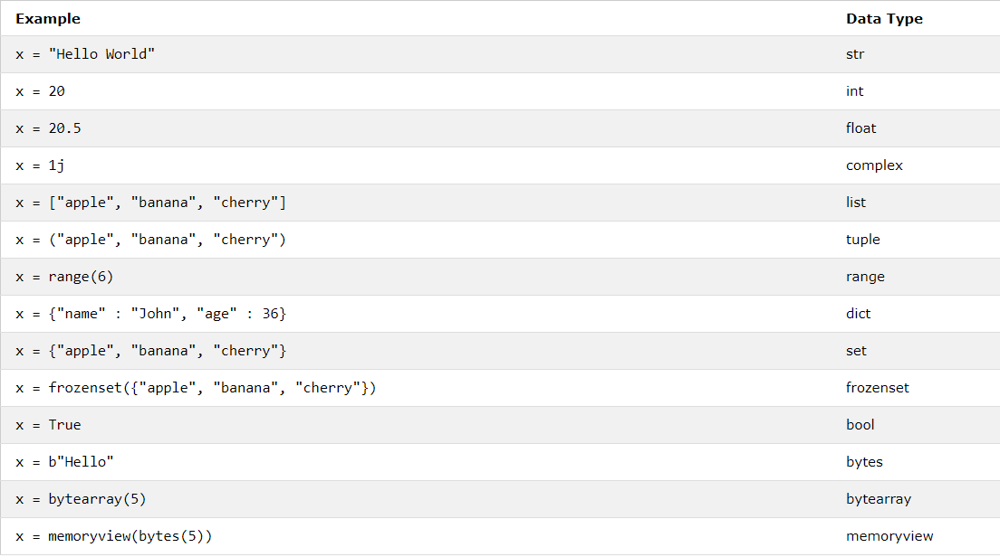 Example Data Type
x = "Hello World" str
x = 20 int
x = 20.5 float
x = 1j complex
x = ["apple", "banana", "cherry"] list
x = ("apple", "banana", "cherry") tuple
x = range(6) range
x = {"name" : "John", "age" : 36} dict
x = {"apple", "banana", "cherry"} set
x = frozenset({"apple", "banana", "cherry"}) frozenset
x = True bool
x = b"Hello" bytes
x = bytearray(5) bytearray
x = memoryview(bytes(5)) memoryview